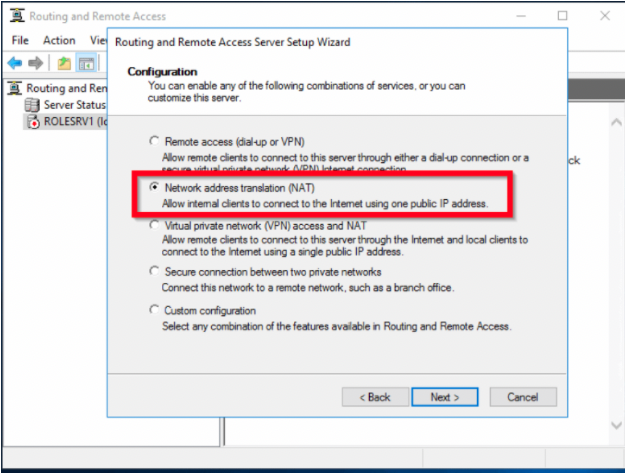 Routing and Remote Access
File Action
Routing and Remote Access Server Setup Wizard
Configuration
You can enable any of the following combinations of services, or you can
customize this server.
Routing and
Server Status
ROLESRV1
Remote access (dial-up or VPN)
Allow remote clients to connect to this server through either a dial-up connection or a
secure virtual private network (VPN) Internet connection.
Network address translation (NAT)
Allow internal clients to connect to the Internet using one public IP address.
Virtual private network (VPN) access and NAT
Allow remote clients to connect to this server through the Internet and local clients to
connect to the Internet using a single public IP address.
Secure connection between two private networks
Connect this network to a remote network, such as a branch office.
Custom configuration
Select any combination of the features available in Routing and Remote Access.
< Back Next > Cancel